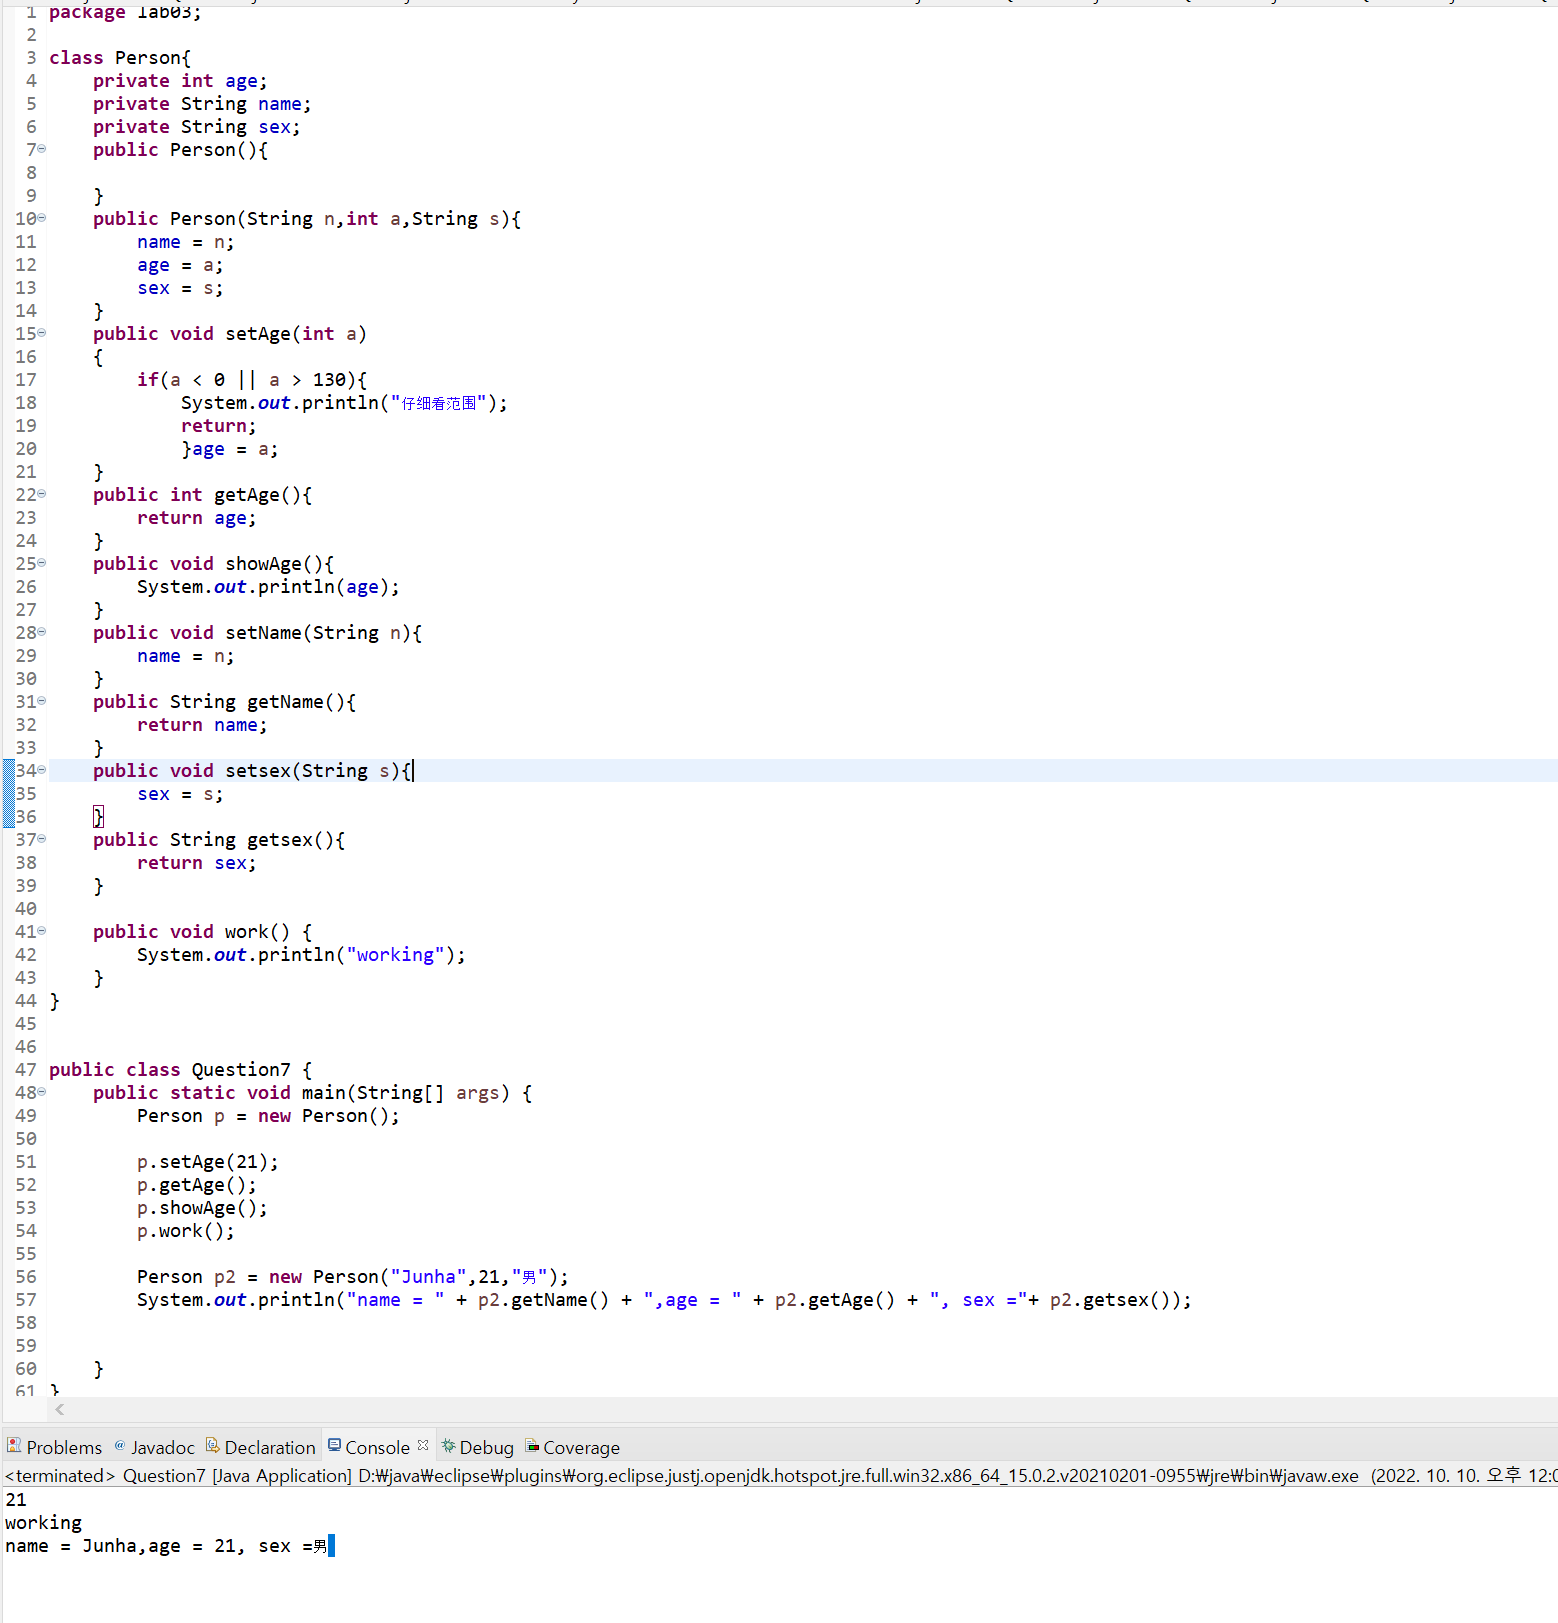 1 package lab03;
2
3 class Person{
4 private int age;
5 private String name;
6 private String sex;
7 public Person(){
8
9 }
10 public Person(String n,int a,String s){
11 name = n;
12 age = a;
13 sex = s;
14 }
15 public void setAge(int a)
16 {
17 if(a < 0 || a > 130){
18 System.out.println("仔细看范围");
19 return;
20 }age = a;
21 }
22 public int getAge(){
23 return age;
24 }
25 public void showAge(){
26 System.out.println(age);
27 }
28 public void setName(String n){
29 name = n;
30 }
31 public String getName(){
32 return name;
33 }
34 public void setsex(String s){
35 sex = s;
36 }
37 public String getsex(){
38 return sex;
39 }
40
41 public void work() {
42 System.out.println("working");
43 }
44 }
45
46
47 public class Question7 {
48 public static void main(String[] args) {
49 Person p = new Person();
50
51 p.setAge(21);
52 p.getAge();
53 p.showAge();
54 p.work();
55
56 Person p2 = new Person("Junha",21,"男");
57 System.out.println("name = " + p2.getName() + ",age = " + p2.getAge() + ", sex ="+ p2.getsex());
58
59
60 }
61 }
Problems @ Javadoc Declaration Console Debug Coverage
<terminated> Question7 [Java Application] D:₩java₩eclipse₩plugins₩org.eclipse.justj.openjdk.hotspot.jre.full.win32.x86_64_15.0.2.v20210201-0955₩jre₩bin₩javaw.exe (2022. 10. 10. 오후 12:0
21
working
name = Junha,age = 21, sex =男